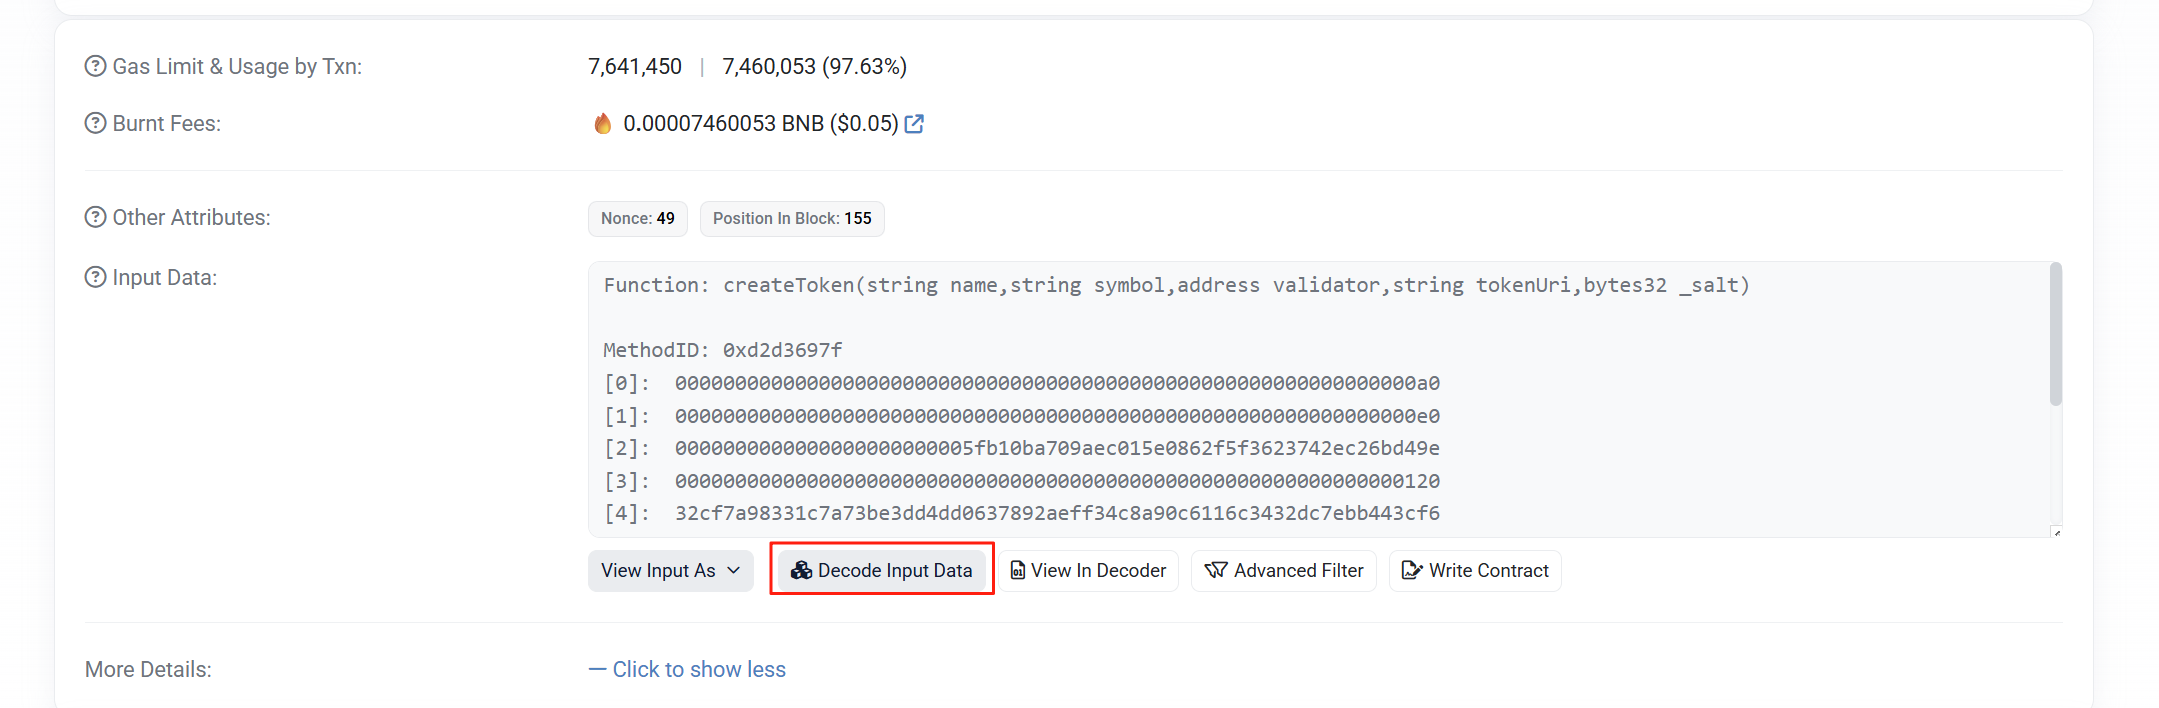 Gas Limit & Usage by Txn: 7,641,450 | 7,460,053 (97.63%)
Burnt Fees: 0.00007460053 BNB ($0.05)
Other Attributes: Nonce: 49 Position In Block: 155
Input Data:
Function: createToken(string name,string symbol,address validator,string tokenUri,bytes32 _salt)
MethodID: 0xd2d3697f
[0]: 00000000000000000000000000000000000000000000000000000000000000a0
[1]: 00000000000000000000000000000000000000000000000000000000000000e0
[2]: 0000000000000000000000005fb10ba709aec015e0862f5f3623742ec26bd49e
[3]: 0000000000000000000000000000000000000000000000000000000000000120
[4]: 32cf7a98331c7a73be3dd4dd0637892aeff34c8a90c6116c3432dc7ebb443cf6
View Input As Decode Input Data View In Decoder Advanced Filter Write Contract
More Details: — Click to show less